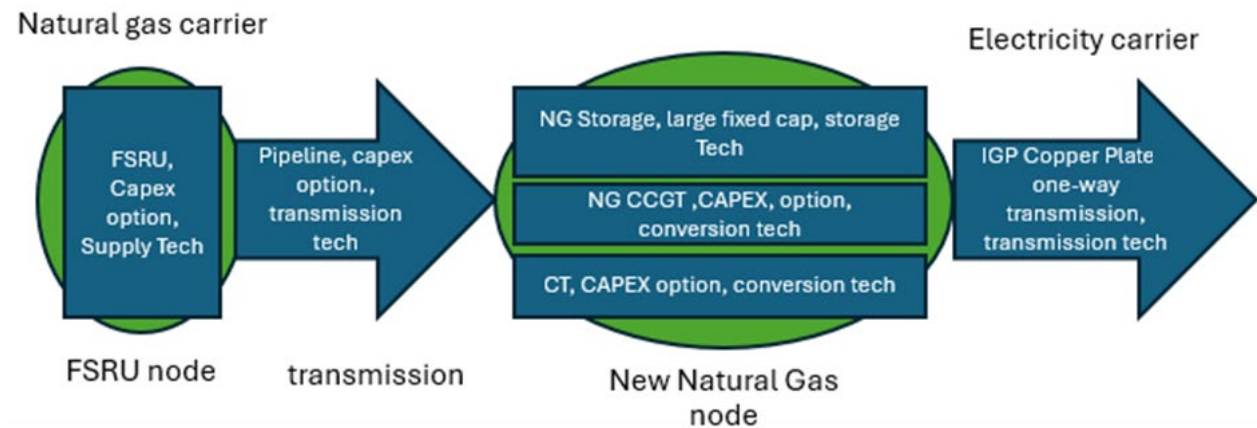 Natural gas carrier
Electricity carrier
FSRU,
Capex
option,
Supply Tech
Pipeline, capex
option.,
transmission
tech
NG Storage, large fixed cap, storage
Tech
NG CCGT ,CAPEX, option,
conversion tech
CT, CAPEX option, conversion tech
IGP Copper Plate
one-way
transmission,
transmission tech
FSRU node
transmission
New Natural Gas
node